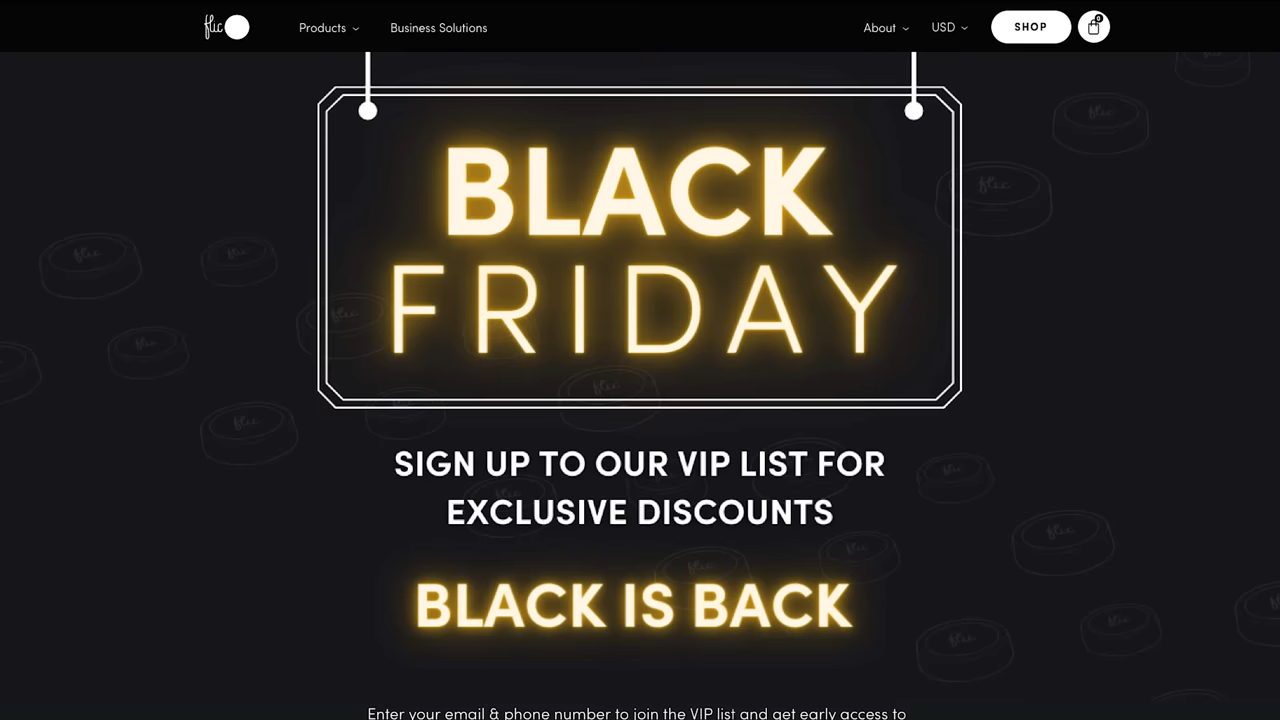 flic
Products
Business Solutions
About
USD
SHOP
0
BLACK
FRIDAY
SIGN UP TO OUR VIP LIST FOR
EXCLUSIVE DISCOUNTS
BLACK IS BACK
Enter your email & phone number to join the VIP list and get early access to